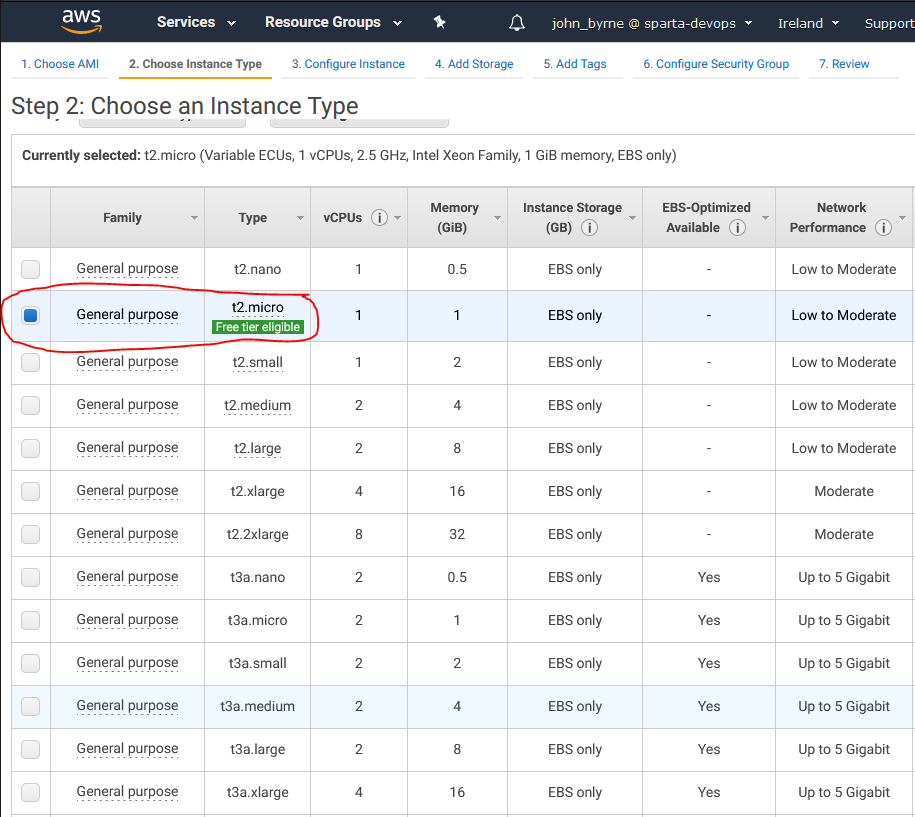 aws Services Resource Groups john_byrne @ sparta-devops Ireland Support
1. Choose AMI 2. Choose Instance Type 3. Configure Instance 4. Add Storage 5. Add Tags 6. Configure Security Group 7. Review
Step 2: Choose an Instance Type
Currently selected: t2.micro (Variable ECUs, 1 vCPUs, 2.5 GHz, Intel Xeon Family, 1 GiB memory, EBS only)
Family Type vCPUs i Memory (GiB) Instance Storage (GB) i EBS-Optimized Available i Network Performance i
General purpose t2.nano 1 0.5 EBS only - Low to Moderate
General purpose t2.micro Free tier eligible 1 1 EBS only - Low to Moderate
General purpose t2.small 1 2 EBS only - Low to Moderate
General purpose t2.medium 2 4 EBS only - Low to Moderate
General purpose t2.large 2 8 EBS only - Low to Moderate
General purpose t2.xlarge 4 16 EBS only - Moderate
General purpose t2.2xlarge 8 32 EBS only - Moderate
General purpose t3a.nano 2 0.5 EBS only Yes Up to 5 Gigabit
General purpose t3a.micro 2 1 EBS only Yes Up to 5 Gigabit
General purpose t3a.small 2 2 EBS only Yes Up to 5 Gigabit
General purpose t3a.medium 2 4 EBS only Yes Up to 5 Gigabit
General purpose t3a.large 2 8 EBS only Yes Up to 5 Gigabit
General purpose t3a.xlarge 4 16 EBS only Yes Up to 5 Gigabit